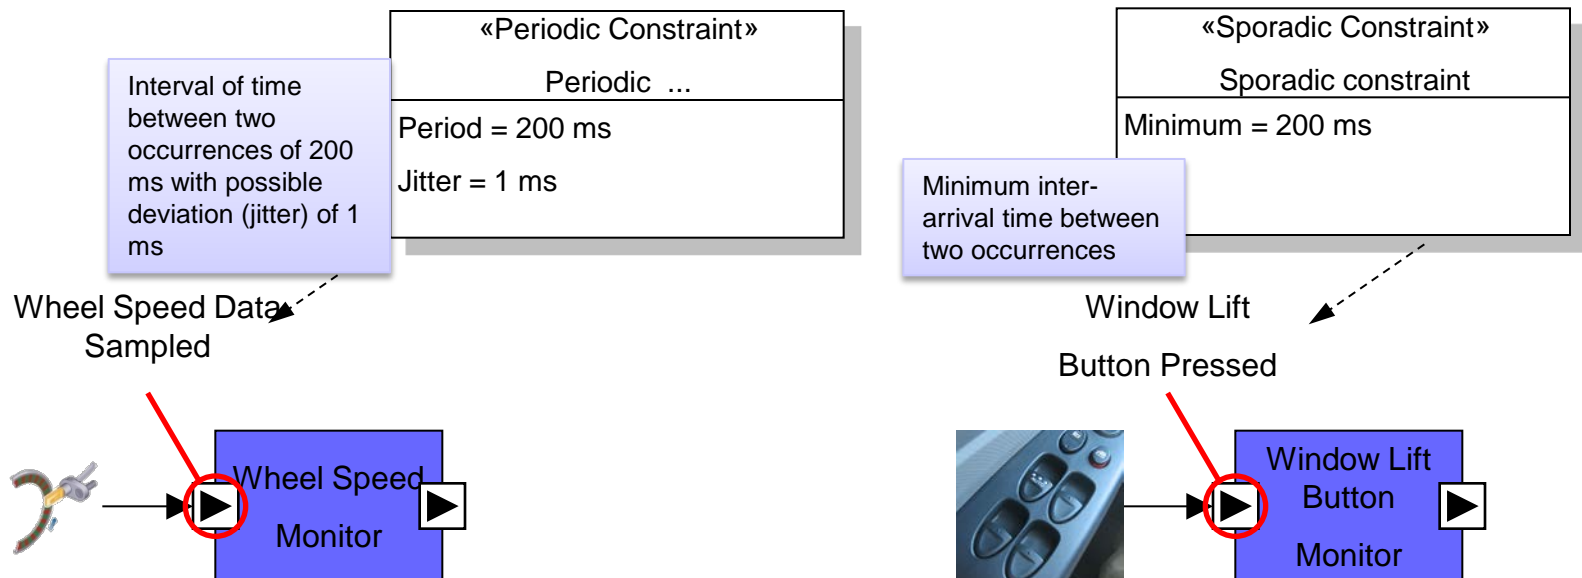 «Periodic Constraint»
Periodic ...
Period = 200 ms
Jitter = 1 ms
Interval of time
between two
occurrences of 200
ms with possible
deviation (jitter) of 1
ms
Wheel Speed Data
Sampled
Wheel Speed
Monitor
«Sporadic Constraint»
Sporadic constraint
Minimum = 200 ms
Minimum inter-
arrival time between
two occurrences
Window Lift
Button Pressed
Window Lift
Button
Monitor